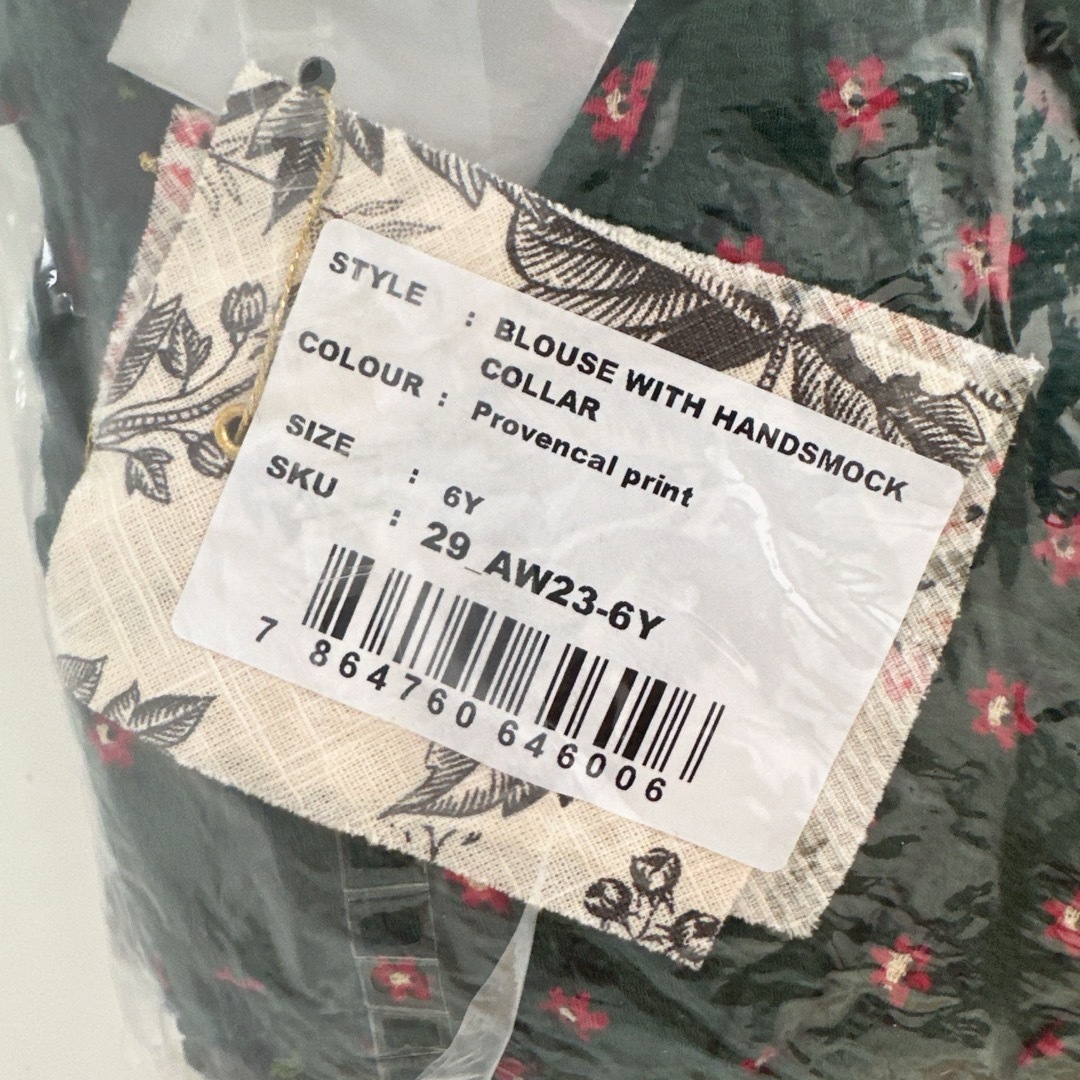 STYLE : BLOUSE WITH HANDSMOCK
COLLAR
COLOUR : Provencal print
SIZE : 6Y
SKU : 29_AW23-6Y
7 864760 646006